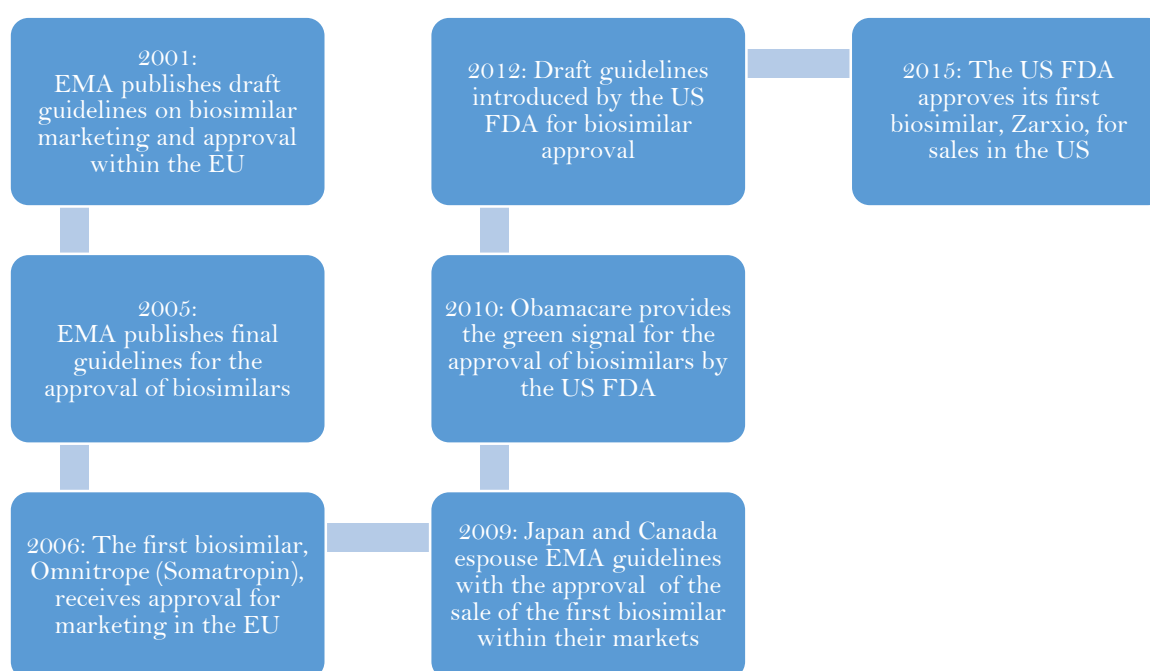 2001:
EMA publishes draft
guidelines on biosimilar
marketing and approval
within the EU
2005:
EMA publishes final
guidelines for the
approval of biosimilars
2006: The first biosimilar,
Omnitrope (Somatropin),
receives approval for
marketing in the EU
2009: Japan and Canada
espouse EMA guidelines
with the approval of the
sale of the first biosimilar
within their markets
2010: Obamacare provides
the green signal for the
approval of biosimilars by
the US FDA
2012: Draft guidelines
introduced by the US
FDA for biosimilar
approval
2015: The US FDA
approves its first
biosimilar, Zarxio, for
sales in the US